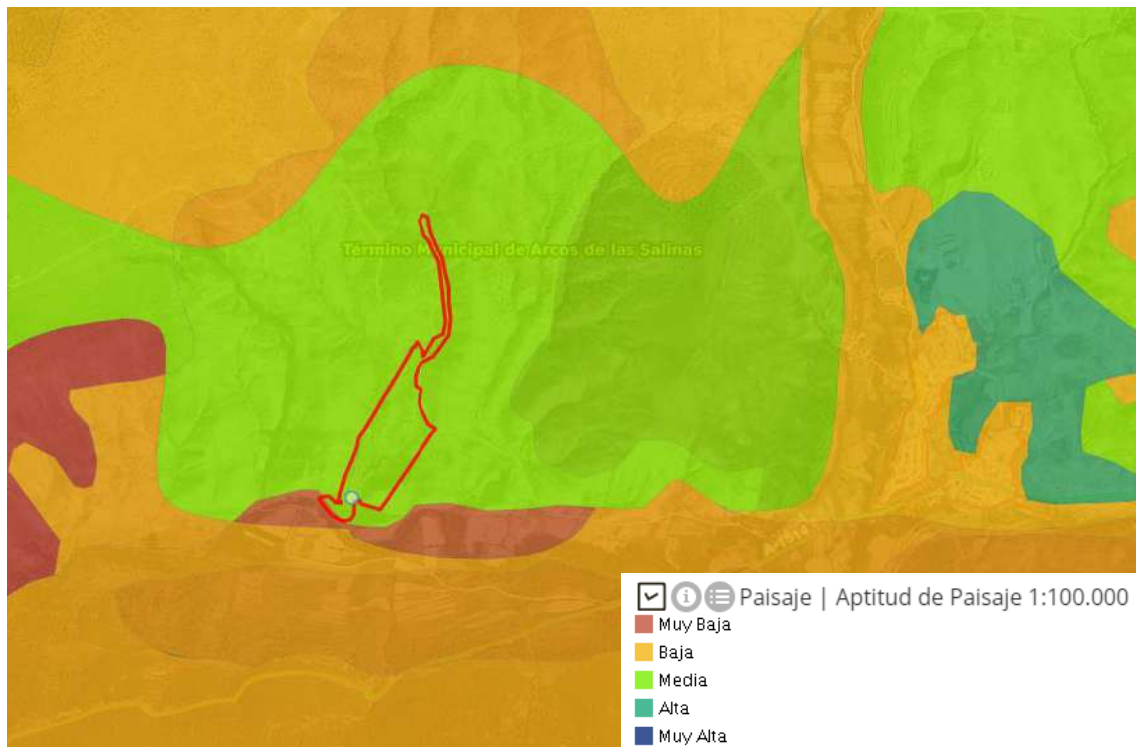 Término Municipal de Arcos de las Salinas
Paisaje | Aptitud de Paisaje 1:100.000
Muy Baja
Baja
Media
Alta
Muy Alta